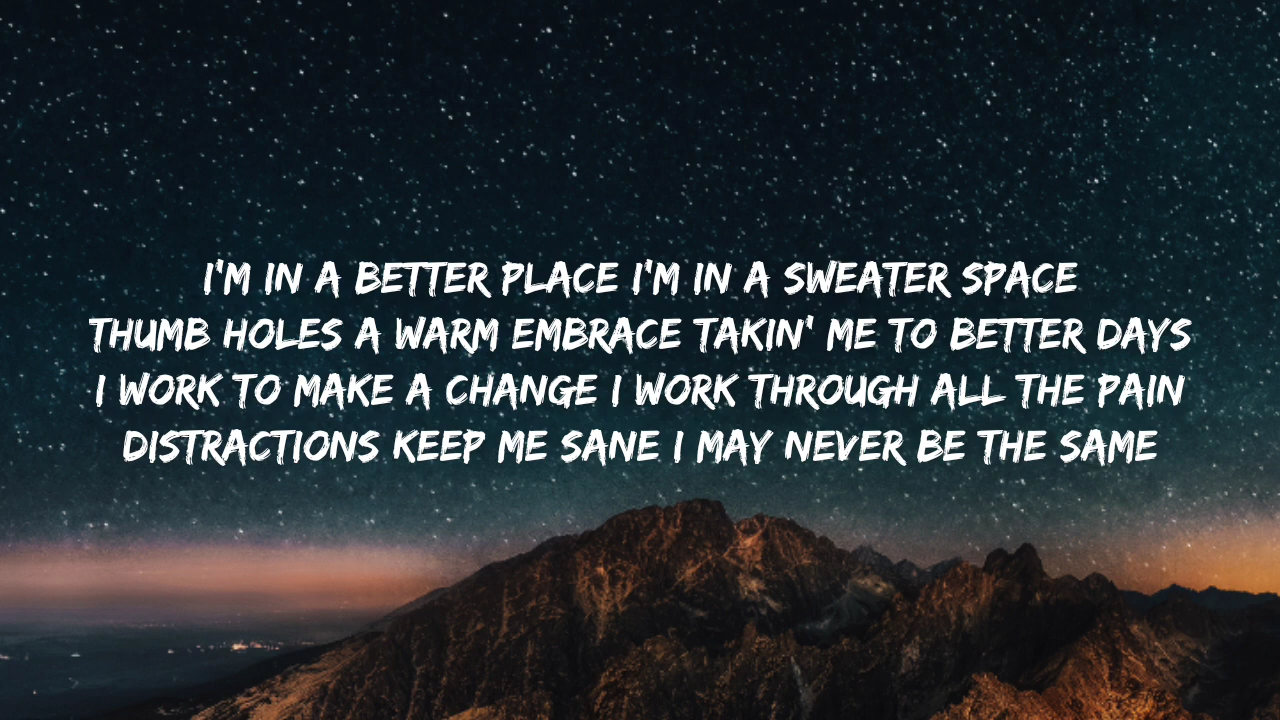 I'M IN A BETTER PLACE I'M IN A SWEATER SPACE
THUMB HOLES A WARM EMBRACE TAKIN' ME TO BETTER DAYS
I WORK TO MAKE A CHANGE I WORK THROUGH ALL THE PAIN
DISTRACTIONS KEEP ME SANE I MAY NEVER BE THE SAME